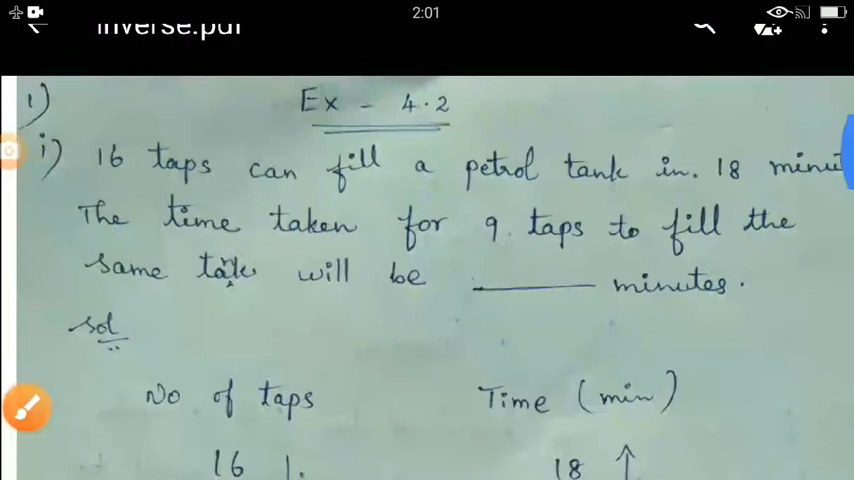 2:01
inverse.pdf
1) Ex - 4.2
i) 16 taps can fill a petrol tank in. 18 minut
The time taken for 9. taps to fill the
same tank will be ______ minutes.
sol
No of taps Time (min)
16 18